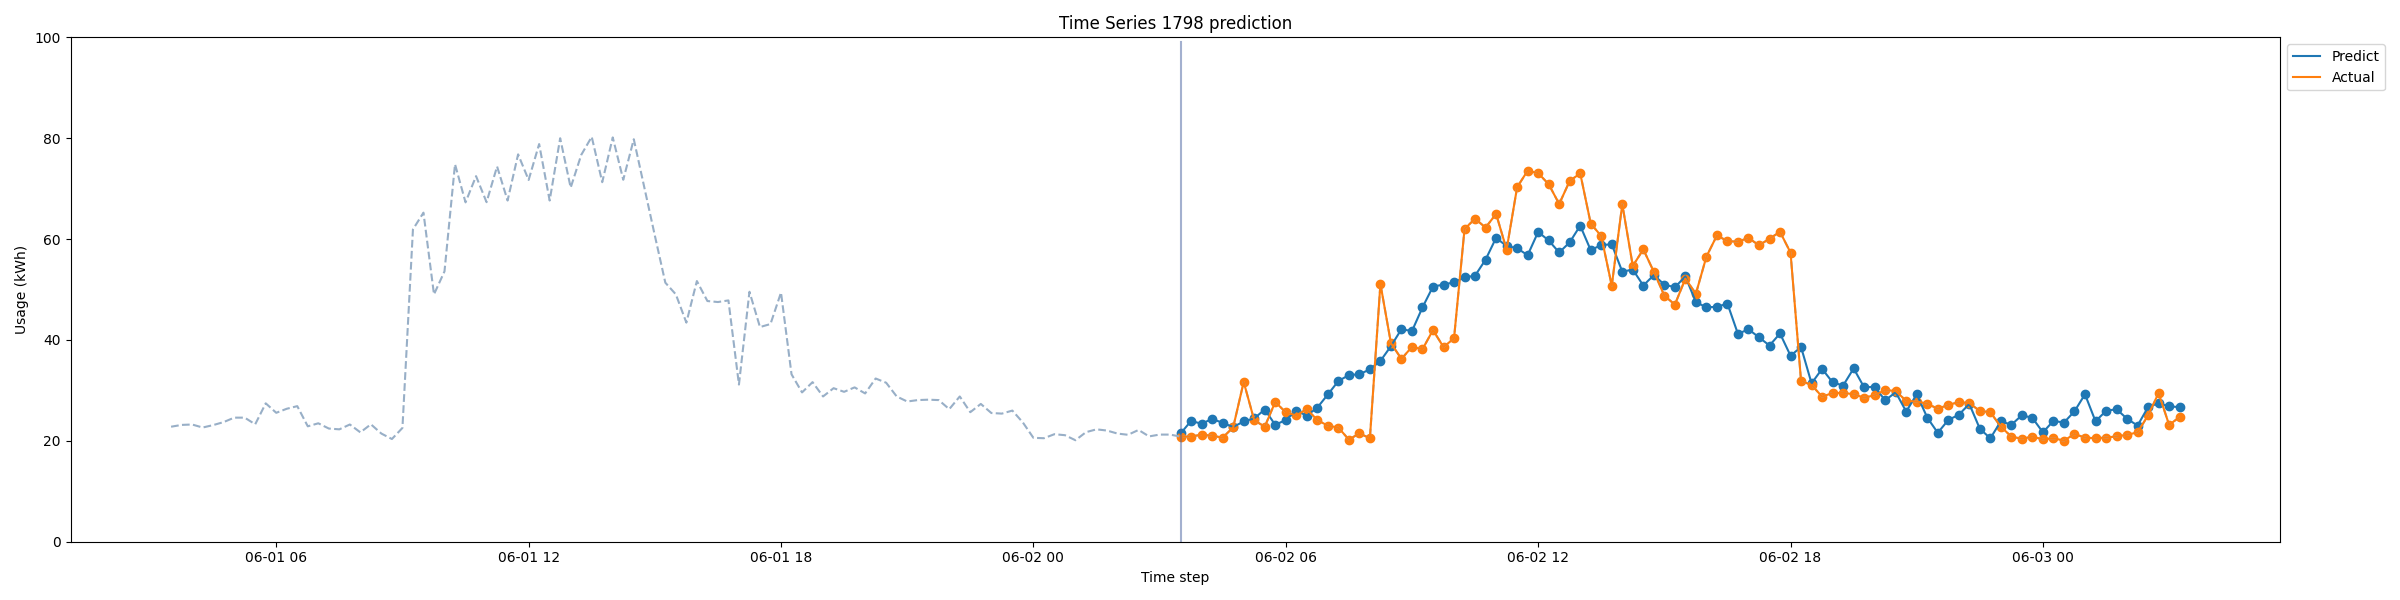 Time Series 1798 prediction
100
80
60
40
20
0
Usage (kWh)
Predict
Actual
06-01 06
06-01 12
06-01 18
06-02 00
06-02 06
06-02 12
06-02 18
06-03 00
Time step